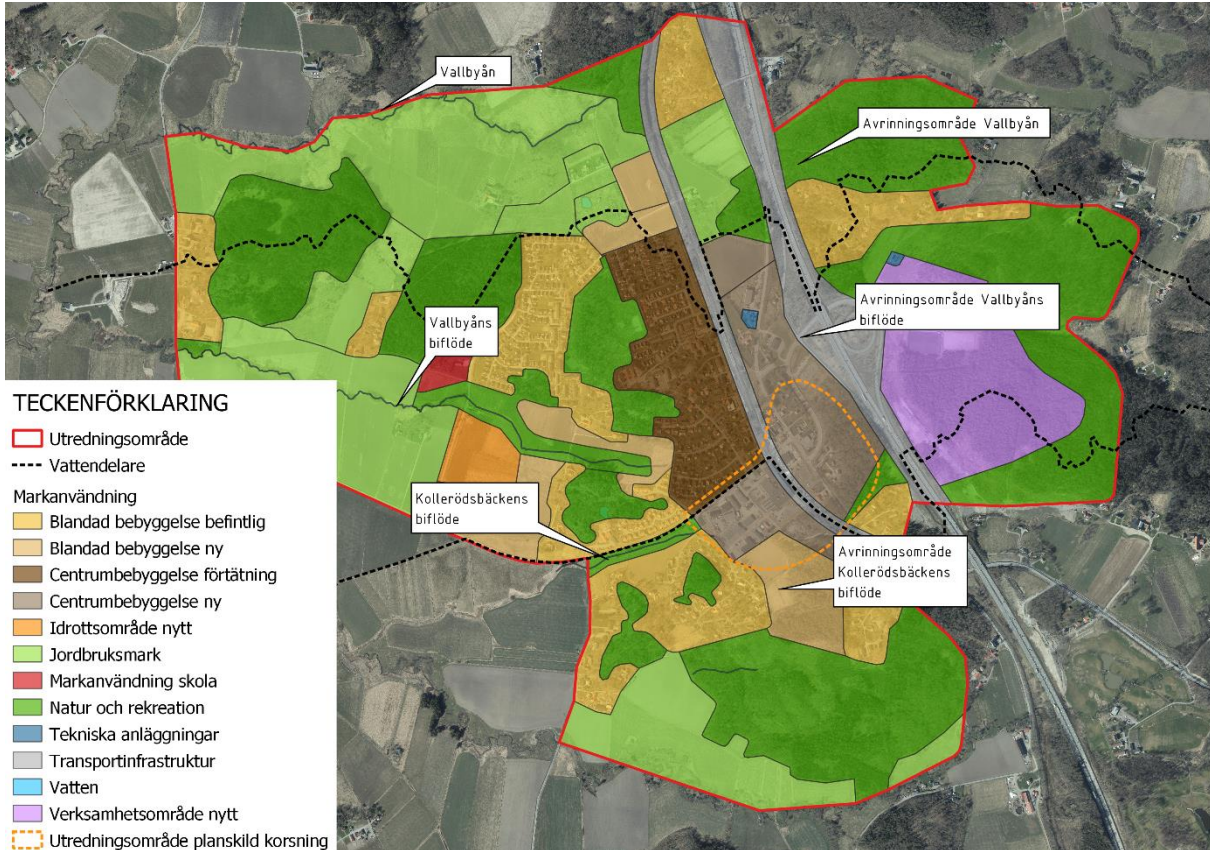 Vallbyån
Avrinningsområde Vallbyån
Avrinningsområde Vallbyåns
biflöde
Vallbyåns
biflöde
Kollerödsbäckens
biflöde
Avrinningsområde
Kollerödsbäckens
biflöde
TECKENFÖRKLARING
Utredningsområde
Vattendelare
Markanvändning
Blandad bebyggelse befintlig
Blandad bebyggelse ny
Centrumbebyggelse förtätning
Centrumbebyggelse ny
Idrottsområde nytt
Jordbruksmark
Markanvändning skola
Natur och rekreation
Tekniska anläggningar
Transportinfrastruktur
Vatten
Verksamhetsområde nytt
Utredningsområde planskild korsning